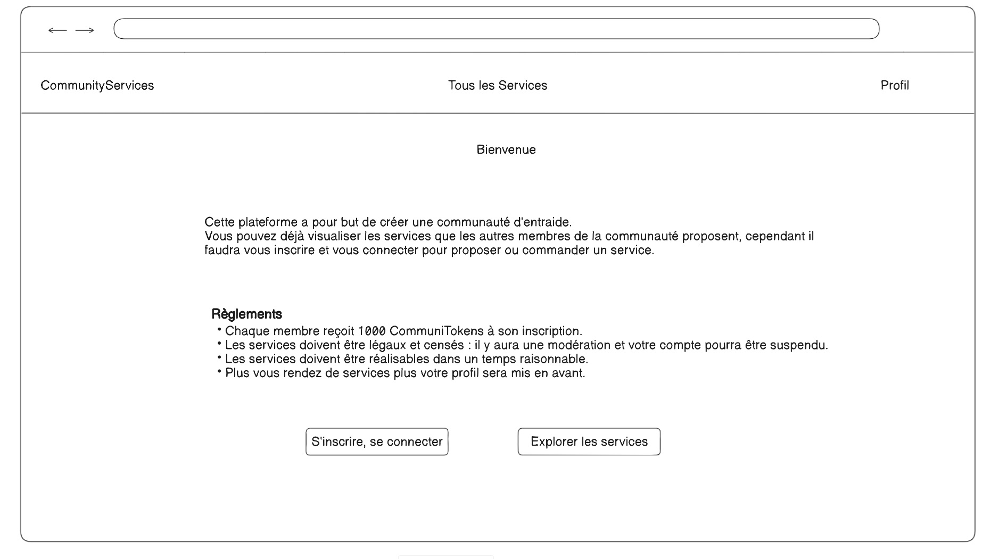 CommunityServices
Tous les Services
Profil
Bienvenue
Cette plateforme a pour but de créer une communauté d'entraide.
Vous pouvez déjà visualiser les services que les autres membres de la communauté proposent, cependant il
faudra vous inscrire et vous connecter pour proposer ou commander un service.
Règlements
• Chaque membre reçoit 1000 CommuniTokens à son inscription.
• Les services doivent être légaux et censés : il y aura une modération et votre compte pourra être suspendu.
• Les services doivent être réalisables dans un temps raisonnable.
• Plus vous rendez de services plus votre profil sera mis en avant.
S'inscrire, se connecter
Explorer les services